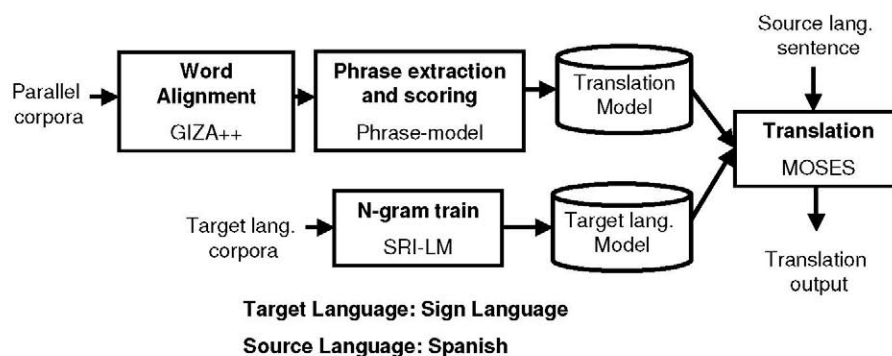 Parallel
corpora
Word
Alignment
GIZA++
Phrase extraction
and scoring
Phrase-model
Translation
Model
Source lang.
sentence
Translation
MOSES
Target lang.
corpora
N-gram train
SRI-LM
Target lang.
Model
Translation
output
Target Language: Sign Language
Source Language: Spanish